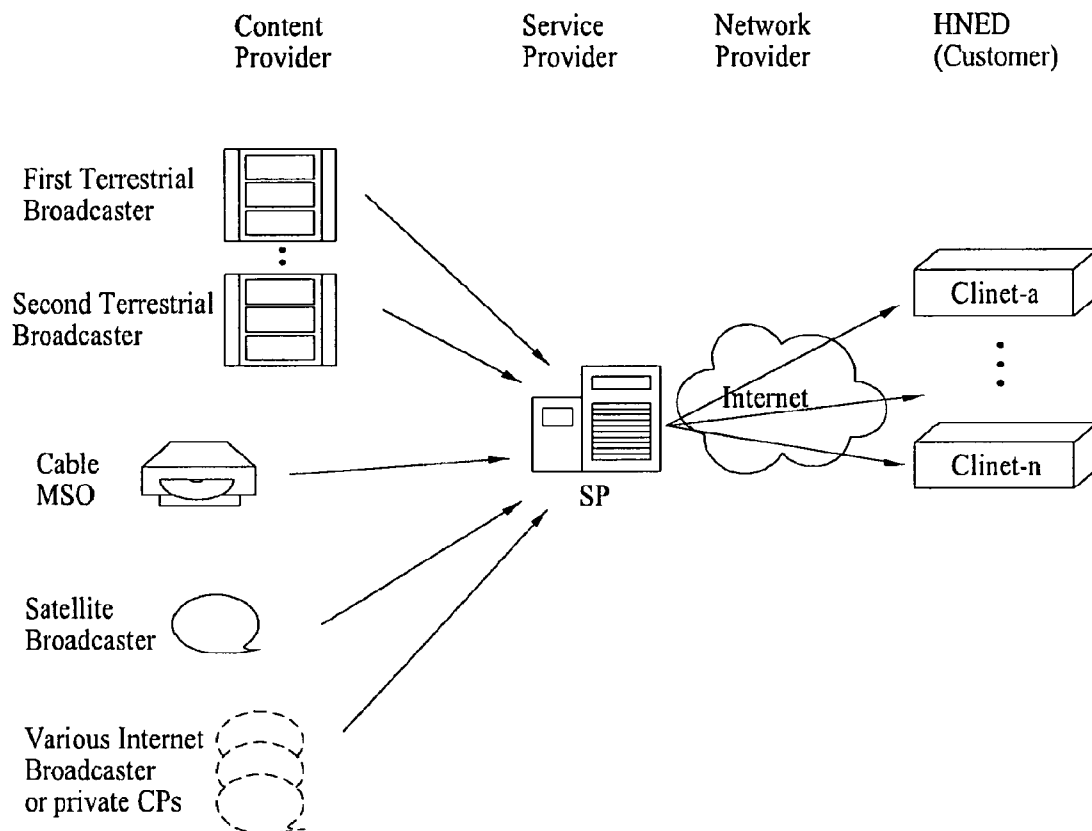 Content
Provider
Service
Provider
Network
Provider
HNED
(Customer)
First Terrestrial
Broadcaster
Second Terrestrial
Broadcaster
Cable
MSO
Satellite
Broadcaster
Various Internet
Broadcaster
or private CPs
SP
Internet
Clinet-a
Clinet-n